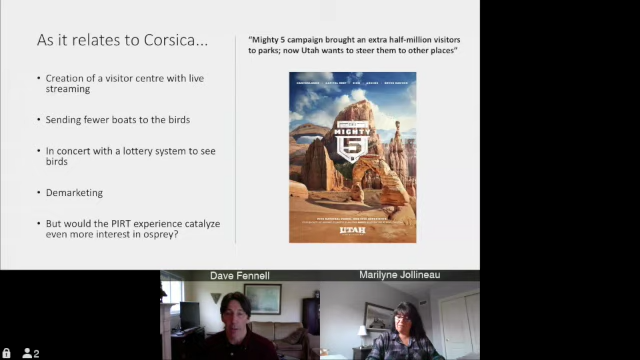 As it relates to Corsica...
• Creation of a visitor centre with live
streaming
• Sending fewer boats to the birds
• In concert with a lottery system to see
birds
• Demarketing
• But would the PIRT experience catalyze
even more interest in osprey?
“Mighty 5 campaign brought an extra half-million visitors
to parks; now Utah wants to steer them to other places”
THE
MIGHTY
5
UTAH
Dave Fennell
Marilyne Jollineau
2